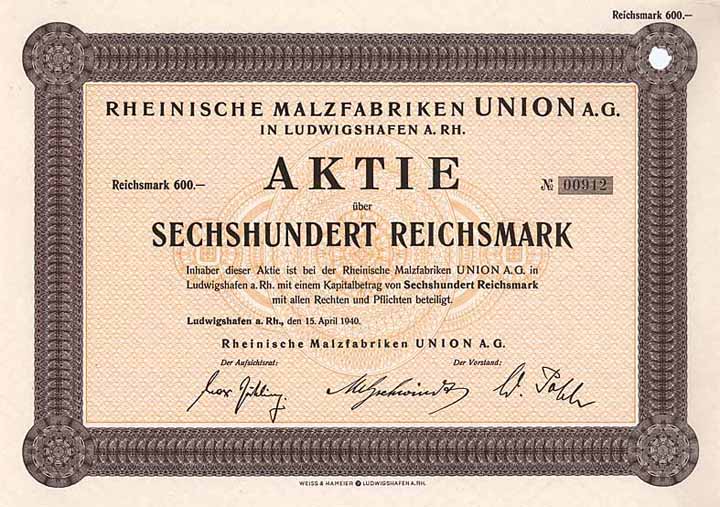 Reichsmark 600.—
RHEINISCHE MALZFABRIKEN UNION A.G.
IN LUDWIGSHAFEN A. RH.
AKTIE
Reichsmark 600.— № 00912
über
SECHSHUNDERT REICHSMARK
Inhaber dieser Aktie ist bei der Rheinische Malzfabriken UNION A.G. in
Ludwigshafen a. Rh. mit einem Kapitalbetrag von Sechshundert Reichsmark
mit allen Rechten und Pflichten beteiligt.
Ludwigshafen a. Rh., den 15. April 1940.
Rheinische Malzfabriken UNION A.G.
Der Aufsichtsrat: Der Vorstand:
WEISS & HAMEIER LUDWIGSHAFEN A. RH.